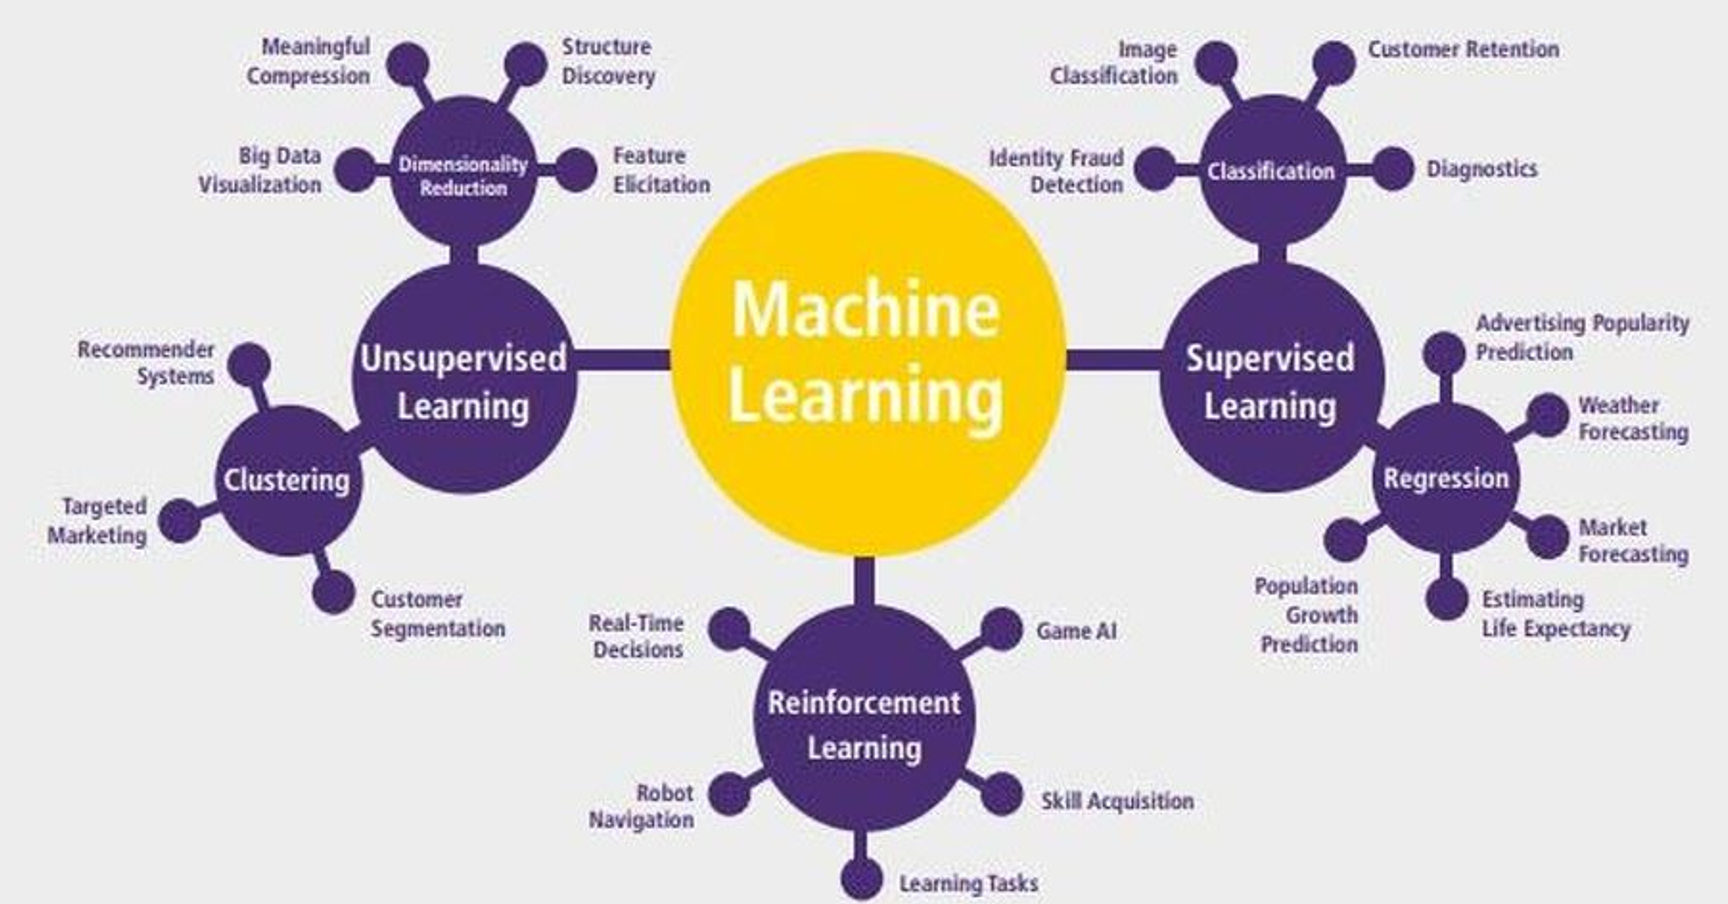 Meaningful
Compression
Structure
Discovery
Big Data
Visualization
Dimensionality
Reduction
Feature
Elicitation
Image
Classification
Customer Retention
Identity Fraud
Detection
Classification
Diagnostics
Machine
Learning
Unsupervised
Learning
Recommender
Systems
Clustering
Targeted
Marketing
Customer
Segmentation
Supervised
Learning
Advertising Popularity
Prediction
Weather
Forecasting
Regression
Market
Forecasting
Population
Growth
Prediction
Estimating
Life Expectancy
Real-Time
Decisions
Game AI
Reinforcement
Learning
Robot
Navigation
Skill Acquisition
Learning Tasks